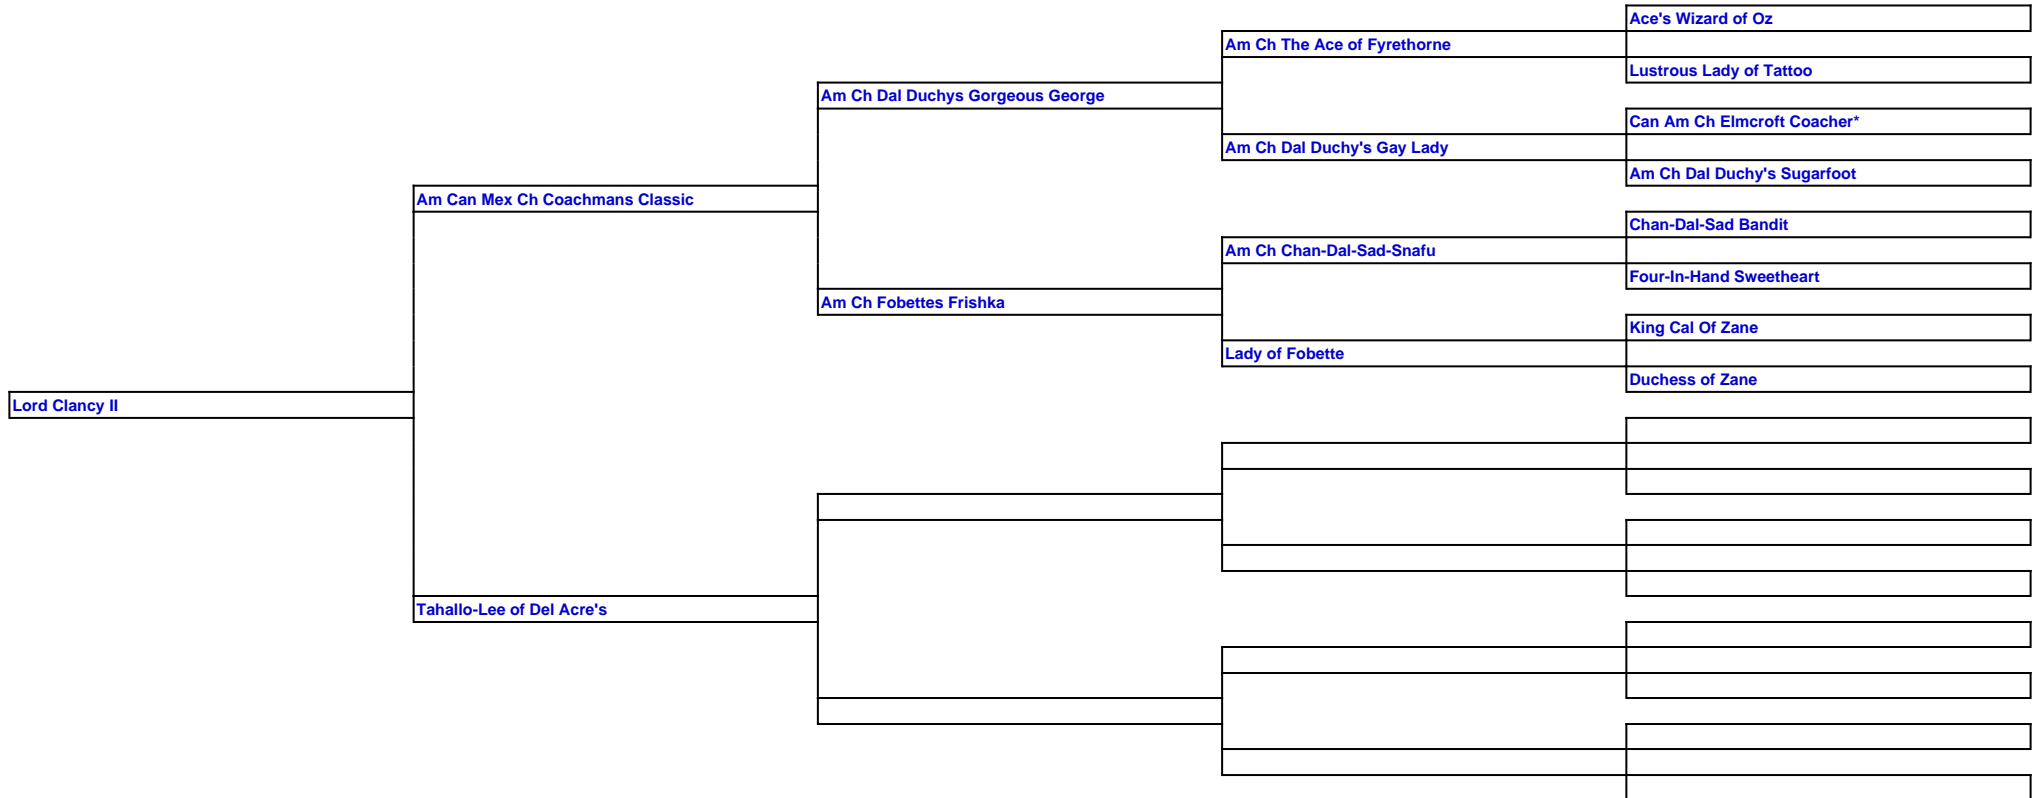 Ace's Wizard of Oz
Am Ch The Ace of Fyrethorne
Lustrous Lady of Tattoo
Am Ch Dal Duchys Gorgeous George
Can Am Ch Elmcroft Coacher*
Am Ch Dal Duchy's Gay Lady
Am Ch Dal Duchy's Sugarfoot
Am Can Mex Ch Coachmans Classic
Chan-Dal-Sad Bandit
Am Ch Chan-Dal-Sad-Snafu
Four-In-Hand Sweetheart
Am Ch Fobettes Frishka
King Cal Of Zane
Lady of Fobette
Duchess of Zane
Lord Clancy II
Tahallo-Lee of Del Acre's